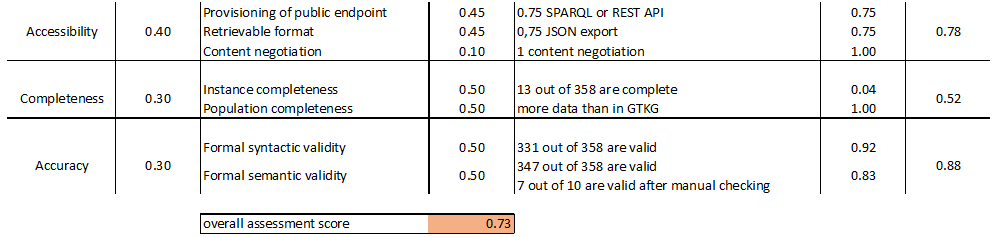 Provisioning of public endpoint 0.45 0.75 SPARQL or REST API 0.75
Accessibility 0.40 Retrievable format 0.45 0,75 JSON export 0.75 0.78
Content negotiation 0.10 1 content negotiation 1.00
Instance completeness 0.50 13 out of 358 are complete 0.04
Completeness 0.30 0.52
Population completeness 0.50 more data than in GTKG 1.00
Formal syntactic validity 0.50 331 out of 358 are valid 0.92
Accuracy 0.30 347 out of 358 are valid 0.88
Formal semantic validity 0.50 0.83
7 out of 10 are valid after manual checking
overall assessment score 0.73